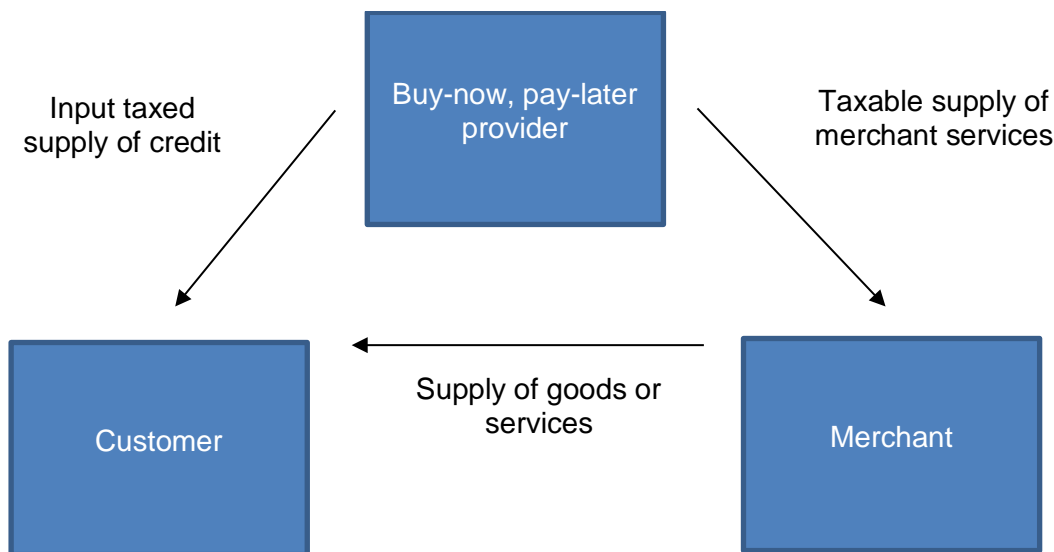 Buy-now, pay-later
provider
Input taxed
supply of credit
Taxable supply of
merchant services
Supply of goods or
services
Customer
Merchant